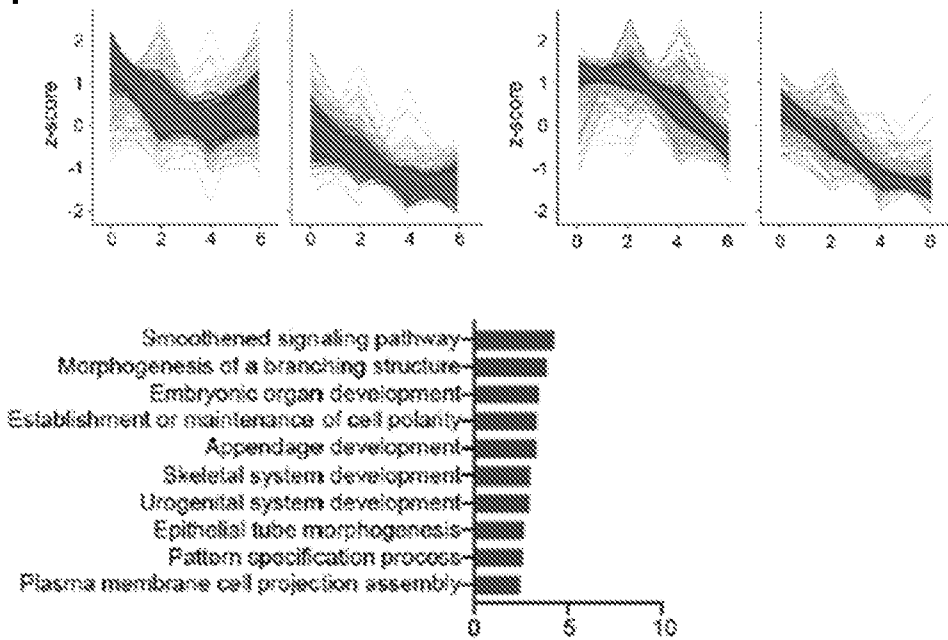 2
1
0
-1
-2
z-score
0 2 4 6
0 2 4 6
2
1
0
-1
-2
z-score
0 2 4 6
0 2 4 6
Smoothened signaling pathway
Morphogenesis of a branching structure
Embryonic organ development
Establishment or maintenance of cell polarity
Appendage development
Skeletal system development
Urogenital system development
Epithelial tube morphogenesis
Pattern specification process
Plasma membrane cell projection assembly
0 5 10